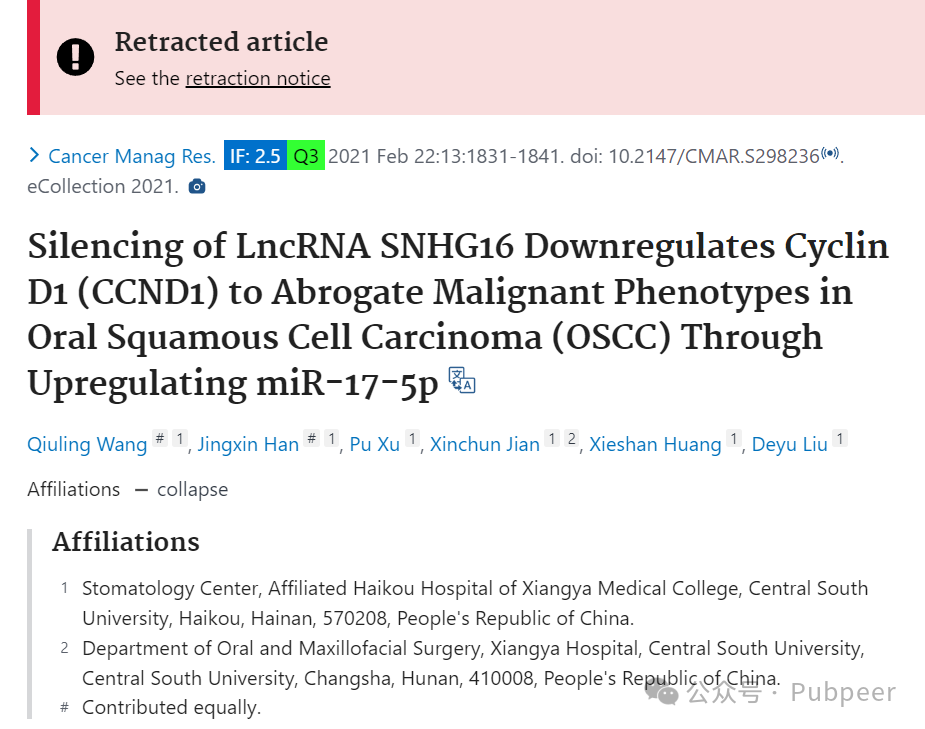 Retracted article
See the retraction notice
Cancer Manag Res. IF: 2.5 Q3 2021 Feb 22:13:1831-1841. doi: 10.2147/CMAR.S298236.
eCollection 2021.
Silencing of LncRNA SNHG16 Downregulates Cyclin
D1 (CCND1) to Abrogate Malignant Phenotypes in
Oral Squamous Cell Carcinoma (OSCC) Through
Upregulating miR-17-5p
Qiuling Wang # 1, Jingxin Han # 1, Pu Xu 1, Xinchun Jian 1 2, Xieshan Huang 1, Deyu Liu 1
Affiliations — collapse
Affiliations
1 Stomatology Center, Affiliated Haikou Hospital of Xiangya Medical College, Central South
University, Haikou, Hainan, 570208, People's Republic of China.
2 Department of Oral and Maxillofacial Surgery, Xiangya Hospital, Central South University,
Central South University, Changsha, Hunan, 410008, People's Republic of China.
# Contributed equally.
公众号 · Pubpeer